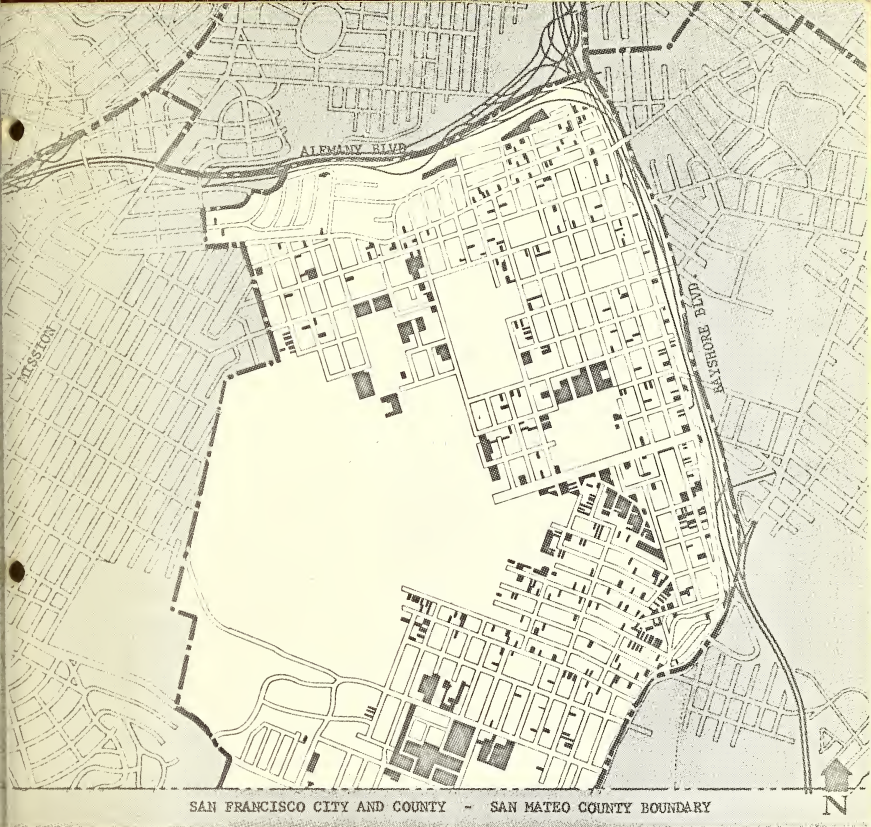 ALEMANY BLVD.
BAYSHORE BLVD.
MISSION
SAN FRANCISCO CITY AND COUNTY - SAN MATEO COUNTY BOUNDARY
N